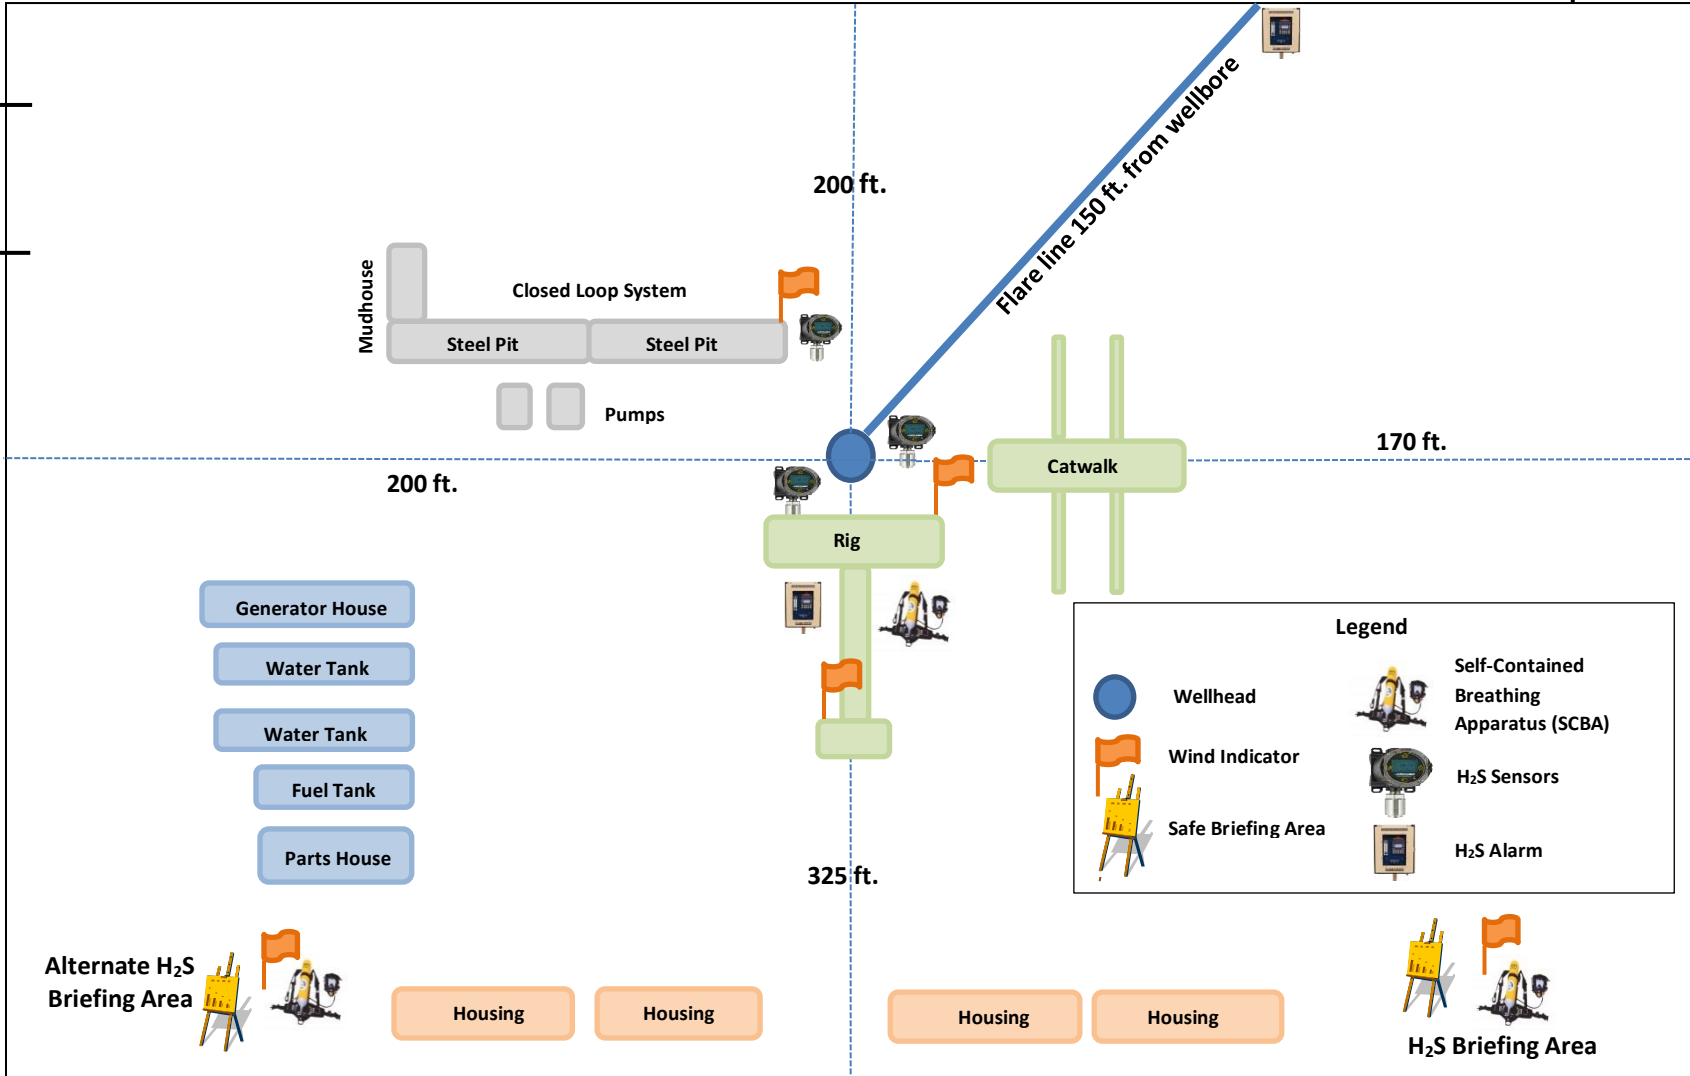 200 ft.
Flare line 150 ft. from wellbore
Mudhouse
Closed Loop System
Steel Pit
Steel Pit
Pumps
200 ft.
170 ft.
Catwalk
Rig
Generator House
Water Tank
Water Tank
Fuel Tank
Parts House
325 ft.
Legend
Wellhead
Wind Indicator
Safe Briefing Area
Self-Contained
Breathing
Apparatus (SCBA)
H₂S Sensors
H₂S Alarm
Alternate H₂S
Briefing Area
Housing
Housing
Housing
Housing
H₂S Briefing Area